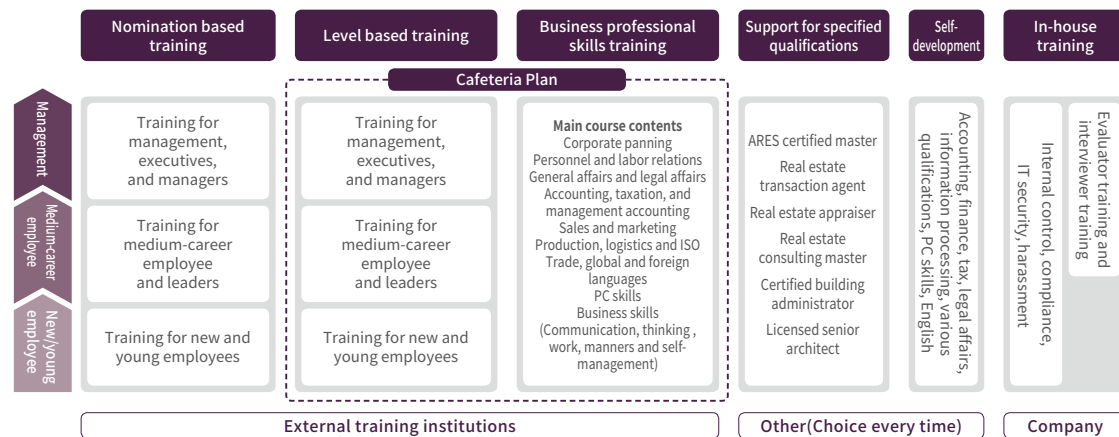 Nomination based
training
Level based training
Business professional
skills training
Support for specified
qualifications
Self-
development
In-house
training
Cafeteria Plan
Management
Medium-career
employee
New/young
employee
Training for
management,
executives,
and managers
Training for
medium-career
employee
and leaders
Training for new and
young employees
Training for
management,
executives,
and managers
Training for
medium-career
employee
and leaders
Training for new and
young employees
Main course contents
Corporate panning
Personnel and labor relations
General affairs and legal affairs
Accounting, taxation, and
management accounting
Sales and marketing
Production, logistics and ISO
Trade, global and foreign
languages
PC skills
Business skills
(Communication, thinking ,
work, manners and self-
management)
ARES certified master
Real estate
transaction agent
Real estate appraiser
Real estate
consulting master
Certified building
administrator
Licensed senior
architect
Accounting, finance, tax, legal affairs,
information processing, various
qualifications, PC skills, English
Internal control, compliance,
IT security, harassment
Evaluator training and
interviewer training
External training institutions
Other(Choice every time)
Company